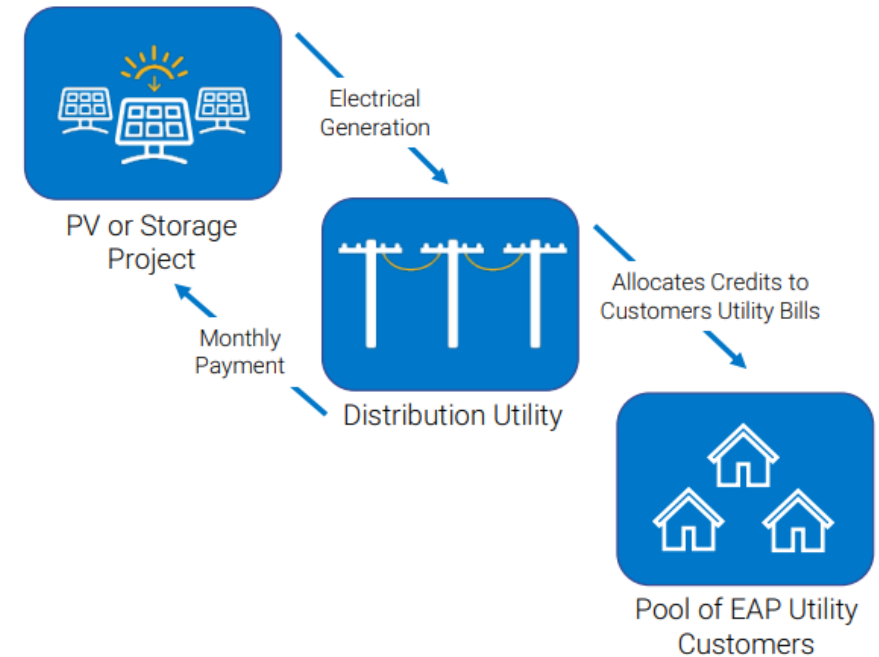 Electrical
Generation
PV or Storage
Project
Allocates Credits to
Customers Utility Bills
Monthly
Payment
Distribution Utility
Pool of EAP Utility
Customers